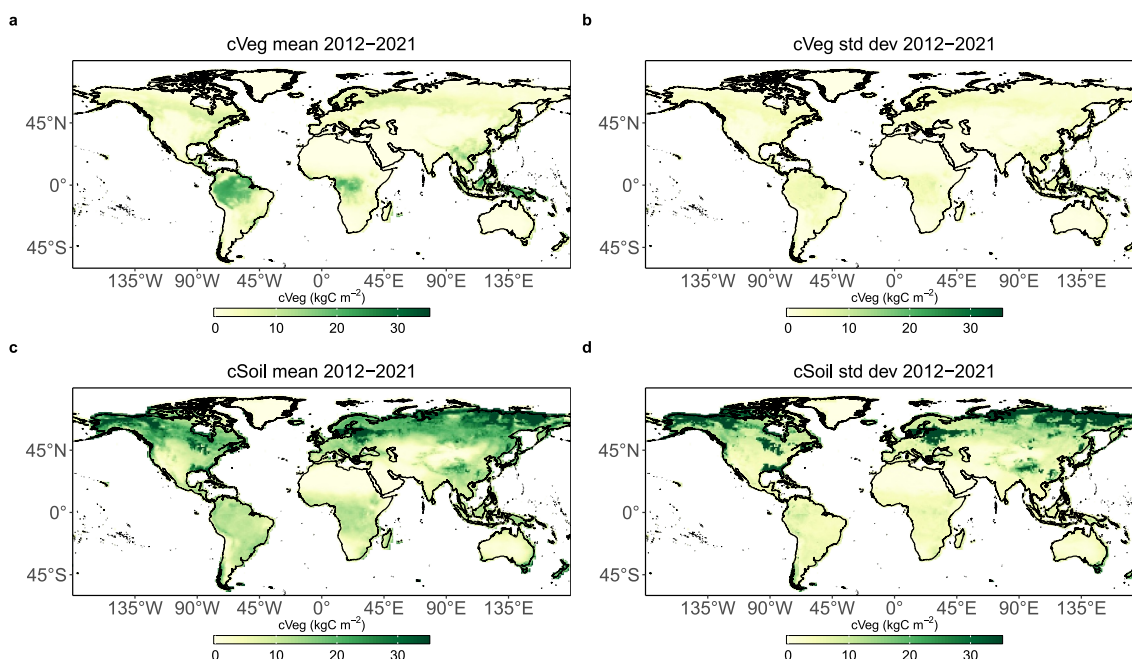 a
cVeg mean 2012−2021
45°N
0°
45°S
135°W 90°W 45°W 0° 45°E 90°E 135°E
cVeg (kgC m⁻²)
0 10 20 30
b
cVeg std dev 2012−2021
45°N
0°
45°S
135°W 90°W 45°W 0° 45°E 90°E 135°E
cVeg (kgC m⁻²)
0 10 20 30
c
cSoil mean 2012−2021
45°N
0°
45°S
135°W 90°W 45°W 0° 45°E 90°E 135°E
cVeg (kgC m⁻²)
0 10 20 30
d
cSoil std dev 2012−2021
45°N
0°
45°S
135°W 90°W 45°W 0° 45°E 90°E 135°E
cVeg (kgC m⁻²)
0 10 20 30